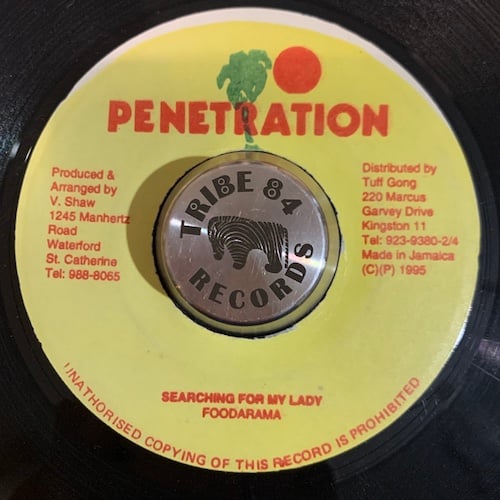 PENETRATION
Produced &
Arranged by
V. Shaw
1245 Manhertz
Road
Waterford
St. Catherine
Tel: 988-8065
Distributed by
Tuff Gong
220 Marcus
Garvey Drive
Kingston 11
Tel: 923-9380-2/4
Made in Jamaica
(C)(P) 1995
TRIBE 84
RECORDS
SEARCHING FOR MY LADY
FOODARAMA
UNATHORISED COPYING OF THIS RECORD IS PROHIBITED